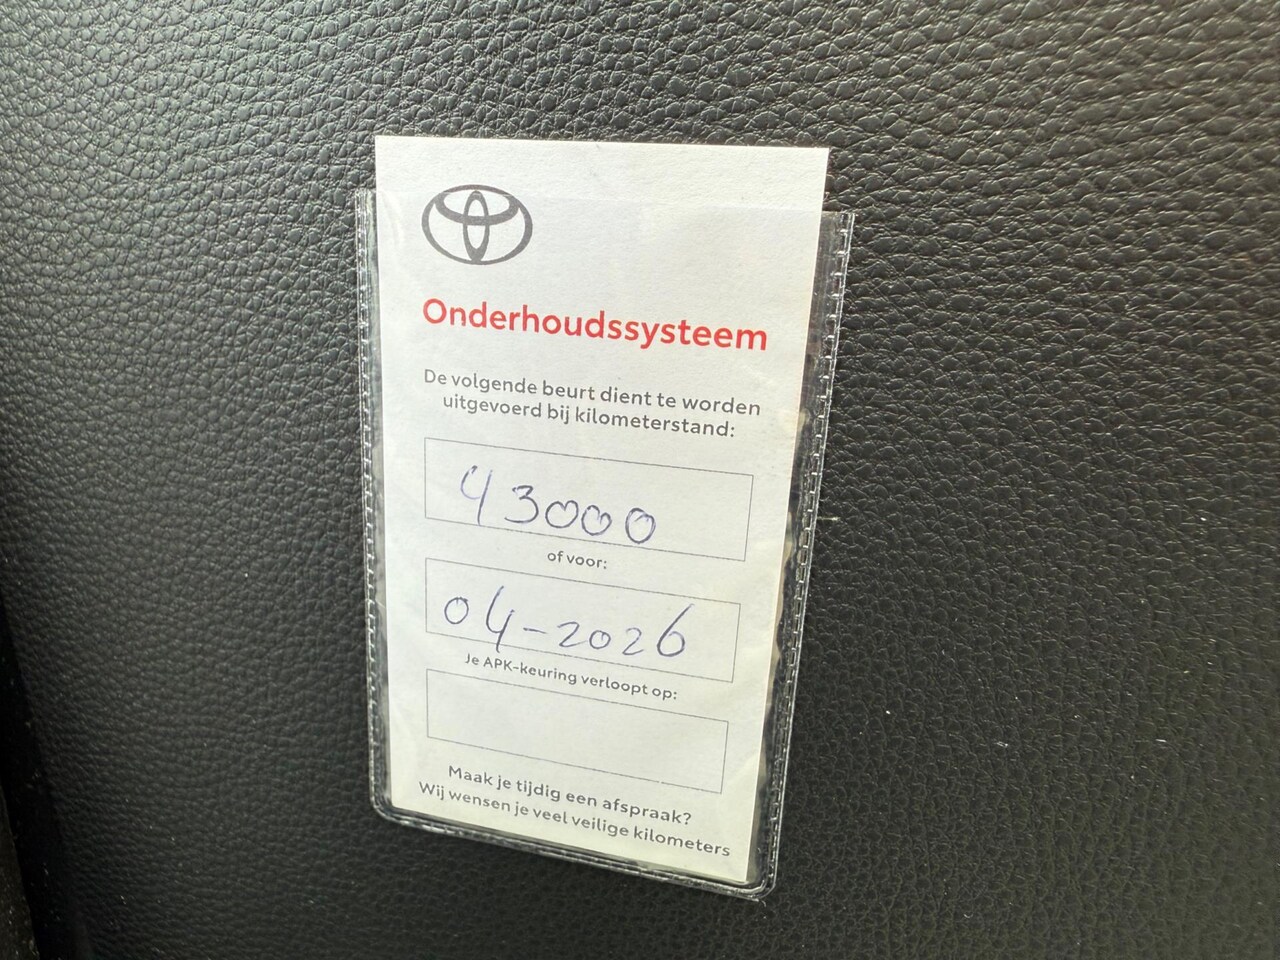 Onderhoudssysteem
De volgende beurt dient te worden
uitgevoerd bij kilometerstand:
43000
of voor:
04-2026
Je APK-keuring verloopt op:
Maak je tijdig een afspraak?
Wij wensen je veel veilige kilometers